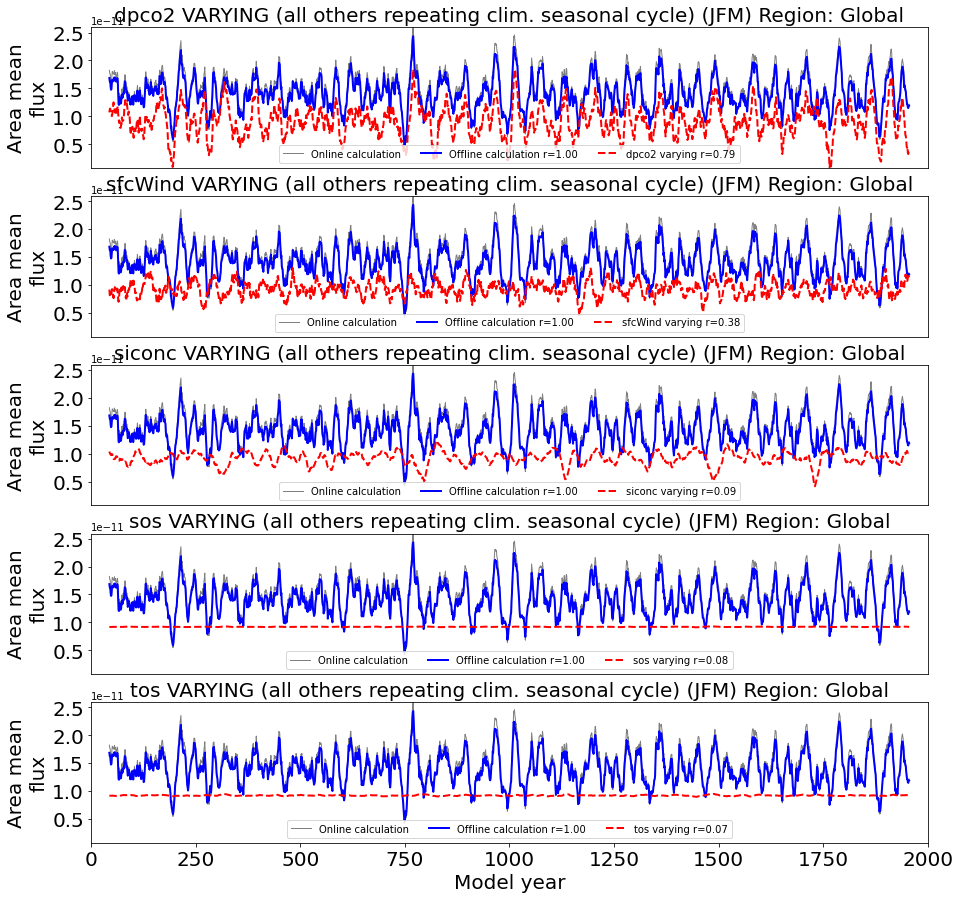 dpco2 VARYING (all others repeating clim. seasonal cycle) (JFM) Region: Global
1e−11
2.5
2.0
1.5
1.0
0.5
Area mean
flux
Online calculation
Offline calculation r=1.00
dpco2 varying r=0.79
sfcWind VARYING (all others repeating clim. seasonal cycle) (JFM) Region: Global
1e−11
2.5
2.0
1.5
1.0
0.5
Area mean
flux
Online calculation
Offline calculation r=1.00
sfcWind varying r=0.38
siconc VARYING (all others repeating clim. seasonal cycle) (JFM) Region: Global
1e−11
2.5
2.0
1.5
1.0
0.5
Area mean
flux
Online calculation
Offline calculation r=1.00
siconc varying r=0.09
sos VARYING (all others repeating clim. seasonal cycle) (JFM) Region: Global
1e−11
2.5
2.0
1.5
1.0
0.5
Area mean
flux
Online calculation
Offline calculation r=1.00
sos varying r=0.08
tos VARYING (all others repeating clim. seasonal cycle) (JFM) Region: Global
1e−11
2.5
2.0
1.5
1.0
0.5
Area mean
flux
Online calculation
Offline calculation r=1.00
tos varying r=0.07
0 250 500 750 1000 1250 1500 1750 2000
Model year